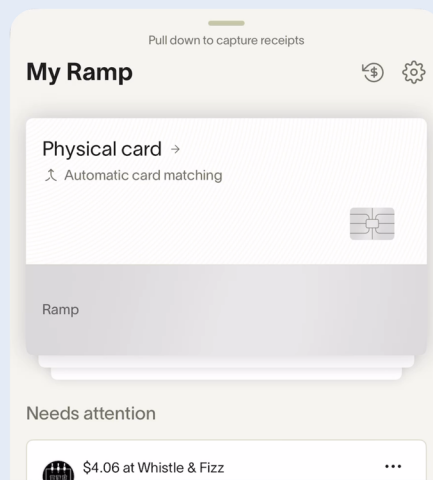 Pull down to capture receipts
My Ramp
Physical card →
Automatic card matching
Ramp
Needs attention
$4.06 at Whistle & Fizz